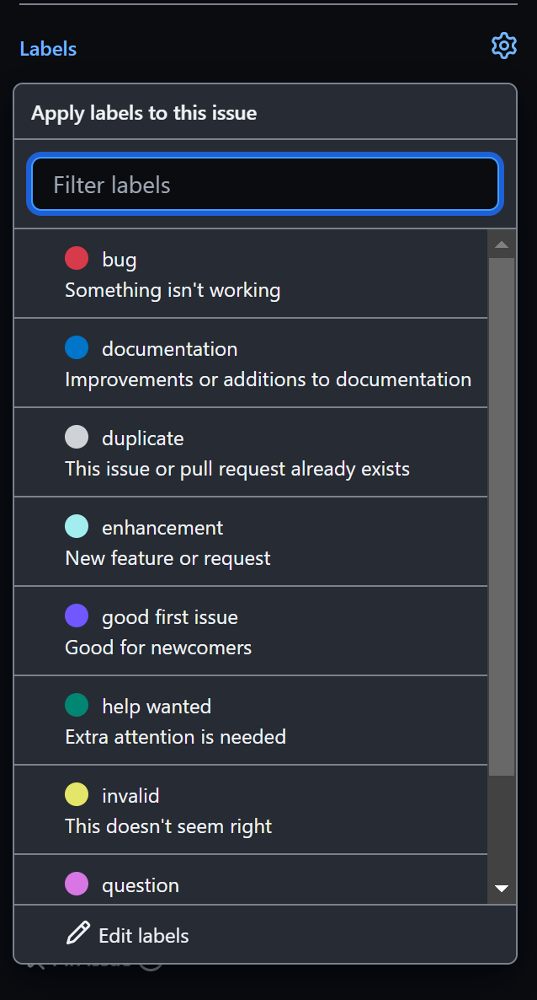 Labels
Apply labels to this issue
Filter labels
bug
Something isn't working
documentation
Improvements or additions to documentation
duplicate
This issue or pull request already exists
enhancement
New feature or request
good first issue
Good for newcomers
help wanted
Extra attention is needed
invalid
This doesn't seem right
question
Edit labels